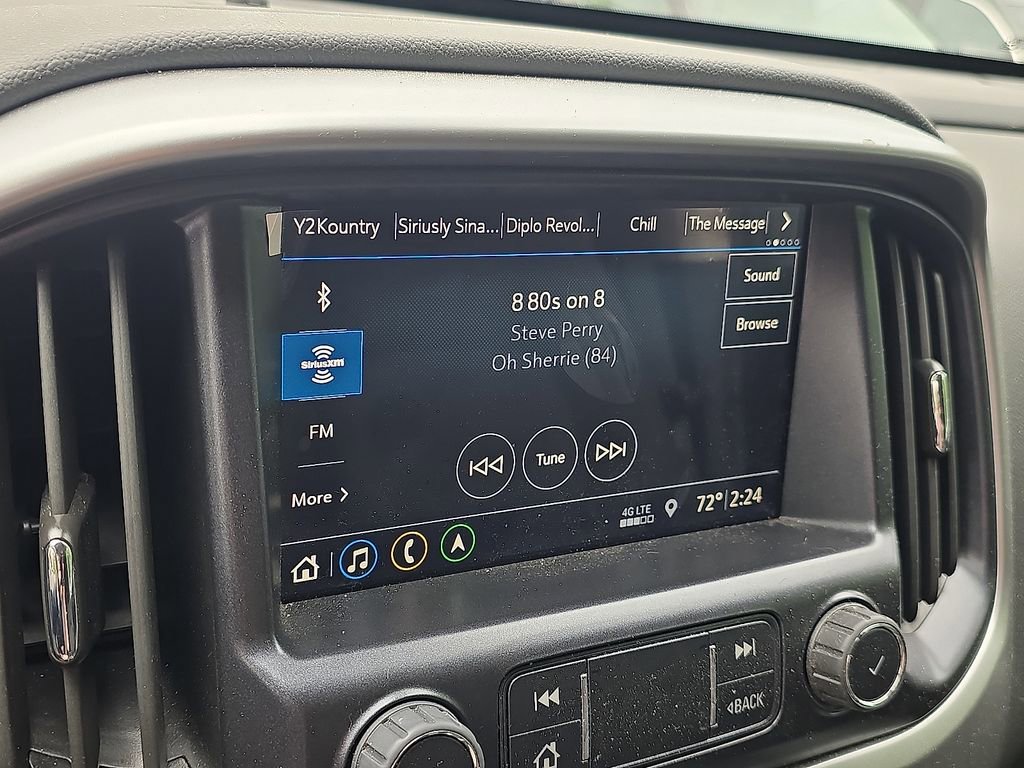 Y2Kountry Siriusly Sina... Diplo Revol... Chill The Message
Sound
8 80s on 8
Browse
Steve Perry
SiriusXM
Oh Sherrie (84)
FM
Tune
More
4G LTE
72° 2:24
BACK